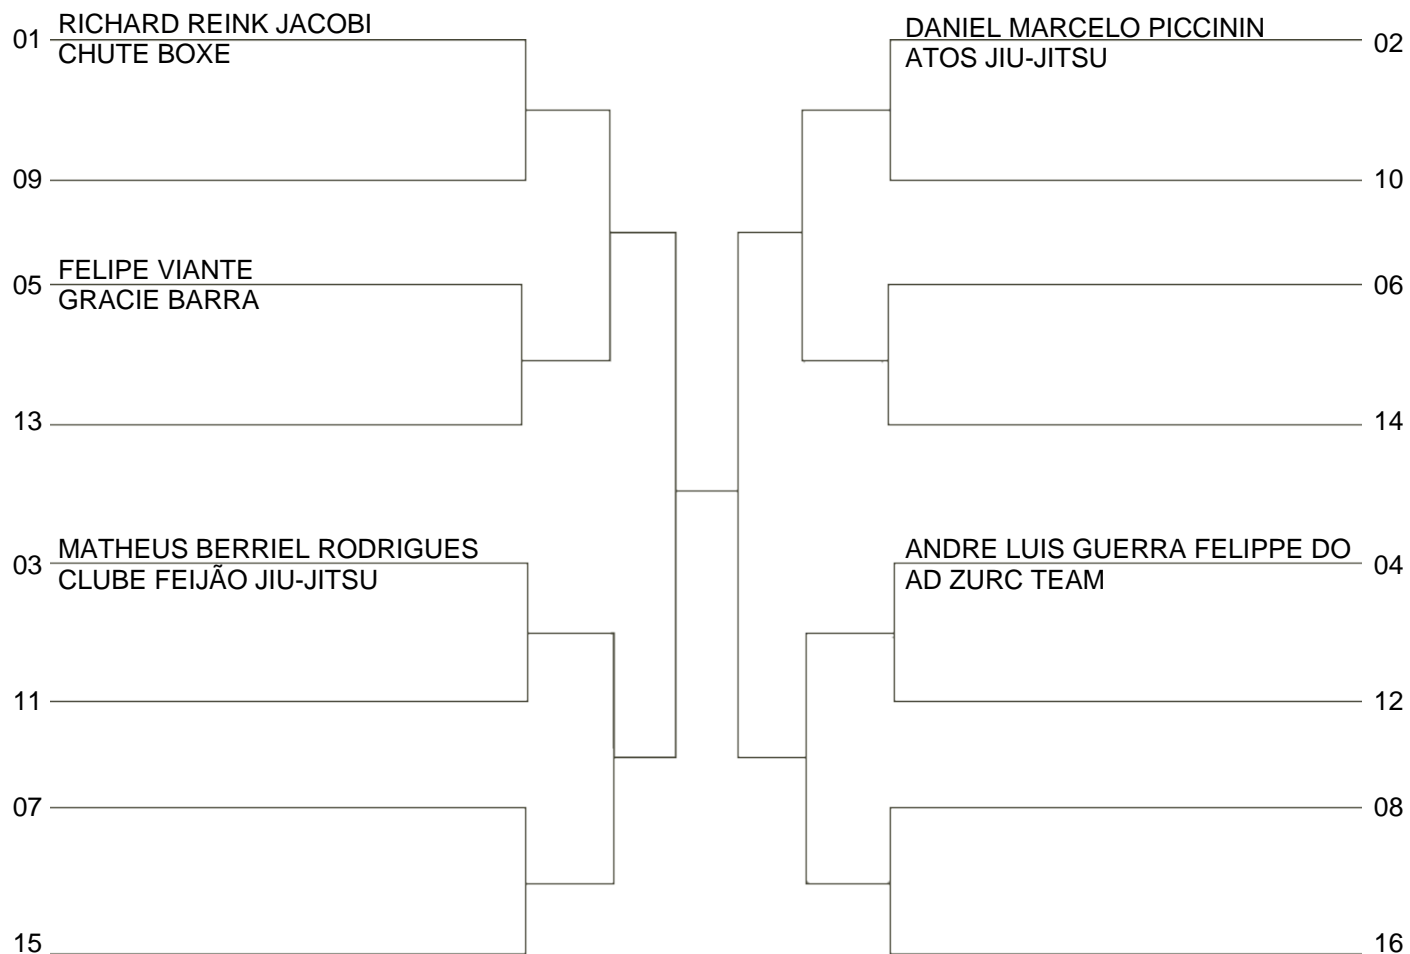 01
RICHARD REINK JACOBI
CHUTE BOXE
09
05
FELIPE VIANTE
GRACIE BARRA
13
03
MATHEUS BERRIEL RODRIGUES
CLUBE FEIJÃO JIU-JITSU
11
07
15
DANIEL MARCELO PICCININ
ATOS JIU-JITSU
02
10
06
14
ANDRE LUIS GUERRA FELIPPE DO
AD ZURC TEAM
04
12
08
16